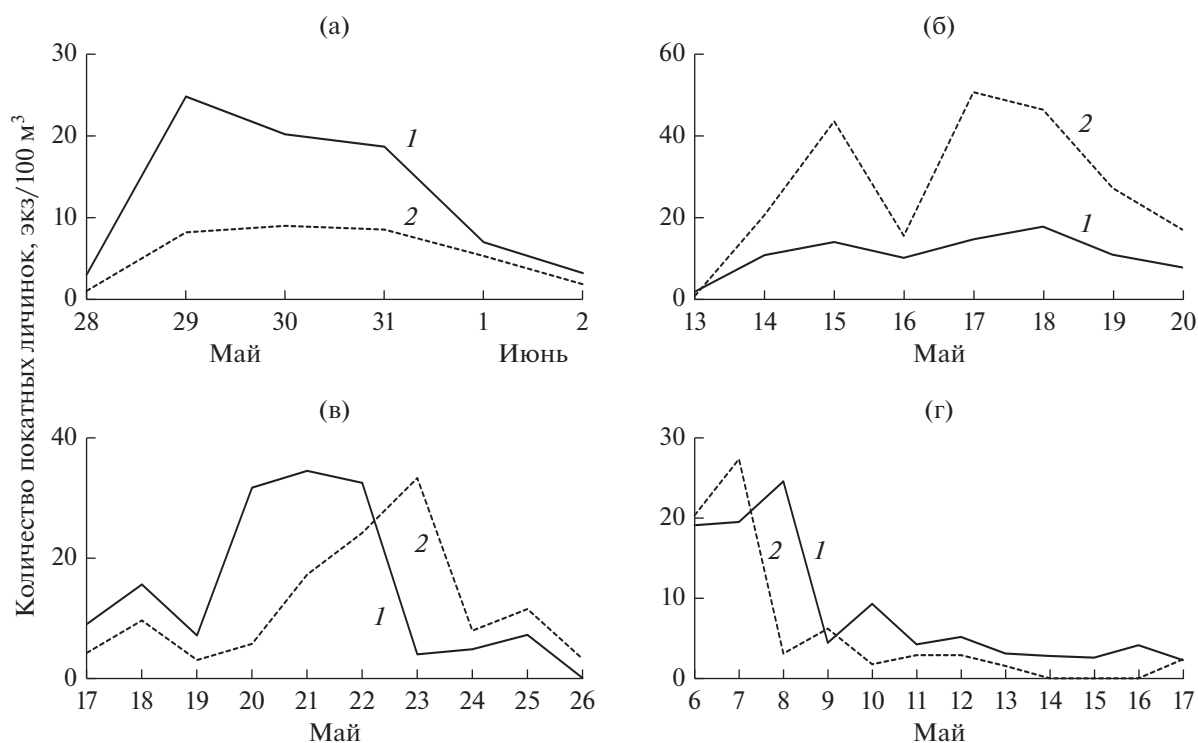 Количество покатных личинок, экз/100 м³
(а)
30
20
10
0
1
2
28 29 30 31 1 2
Май Июнь
(б)
60
40
20
0
2
1
13 14 15 16 17 18 19 20
Май
(в)
40
20
0
2
1
17 18 19 20 21 22 23 24 25 26
Май
(г)
30
20
10
0
2 1
6 7 8 9 10 11 12 13 14 15 16 17
Май